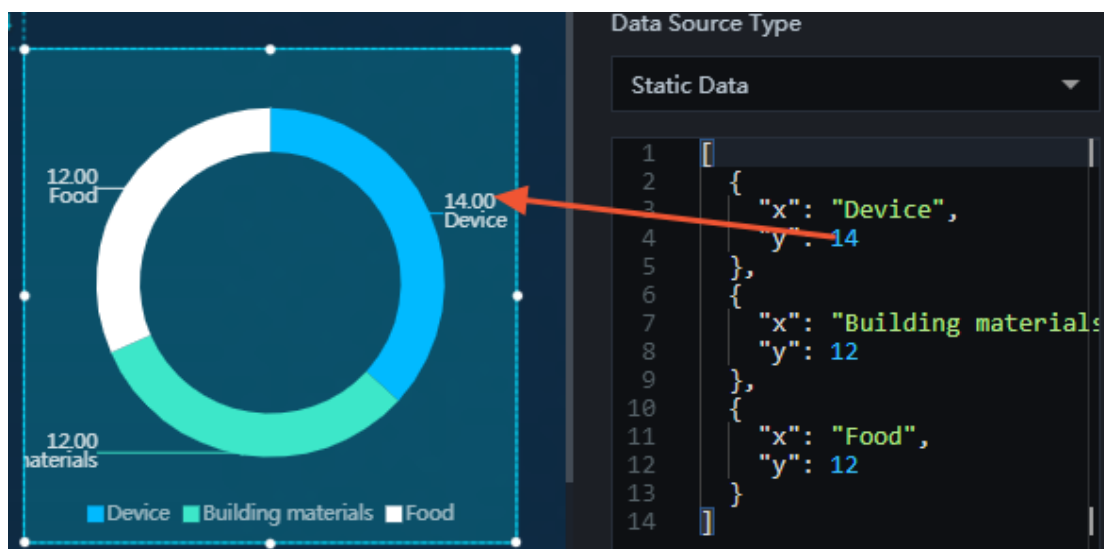 12.00
Food
14.00
Device
12.00
materials
Device Building materials Food
Data Source Type
Static Data
1 [
2 {
3 "x": "Device",
4 "y": 14
5 },
6 {
7 "x": "Building materials
8 "y": 12
9 },
10 {
11 "x": "Food",
12 "y": 12
13 }
14 ]